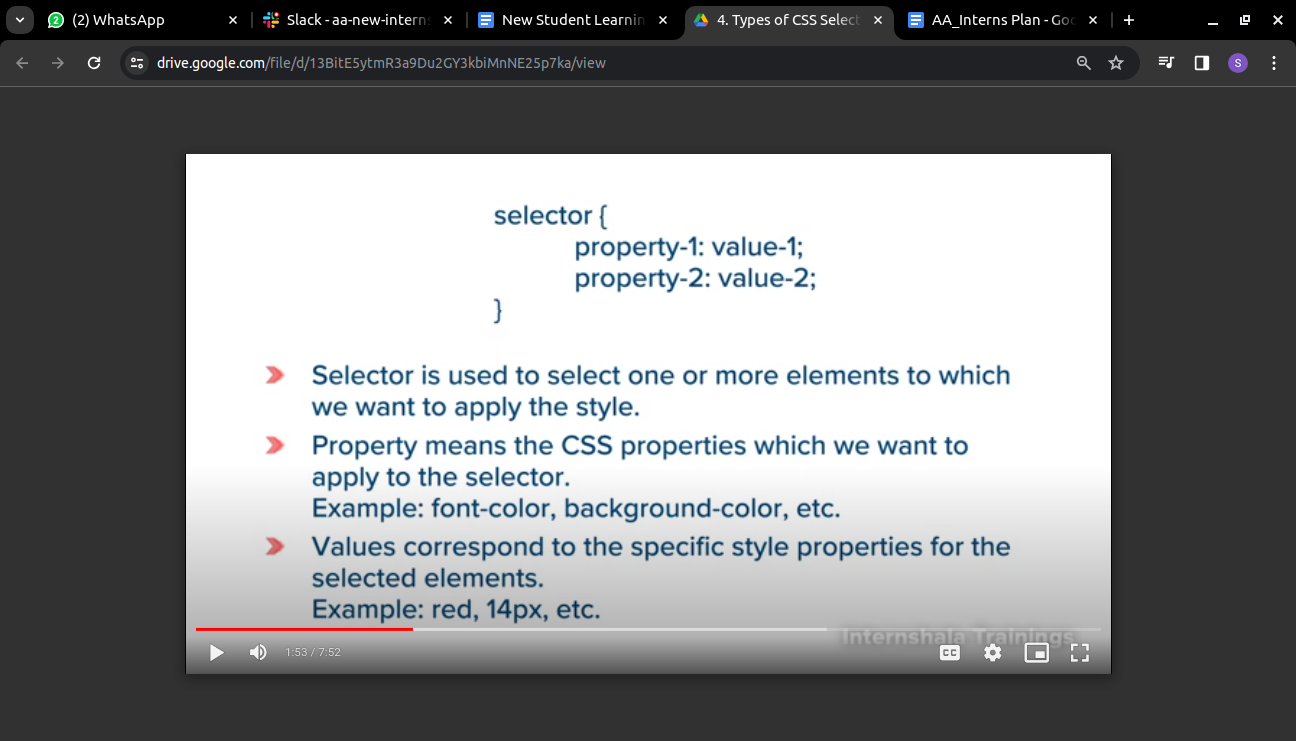 (2) WhatsApp
Slack - aa-new-intern
New Student Learnin
4. Types of CSS Select
AA_Interns Plan - Goo
drive.google.com/file/d/13BitE5ytmR3a9Du2GY3kbiMnNE25p7ka/view
S
selector {
property-1: value-1;
property-2: value-2;
}
Selector is used to select one or more elements to which
we want to apply the style.
Property means the CSS properties which we want to
apply to the selector.
Example: font-color, background-color, etc.
Values correspond to the specific style properties for the
selected elements.
Example: red, 14px, etc.
Internshala Trainings
1:53 / 7:52
CC